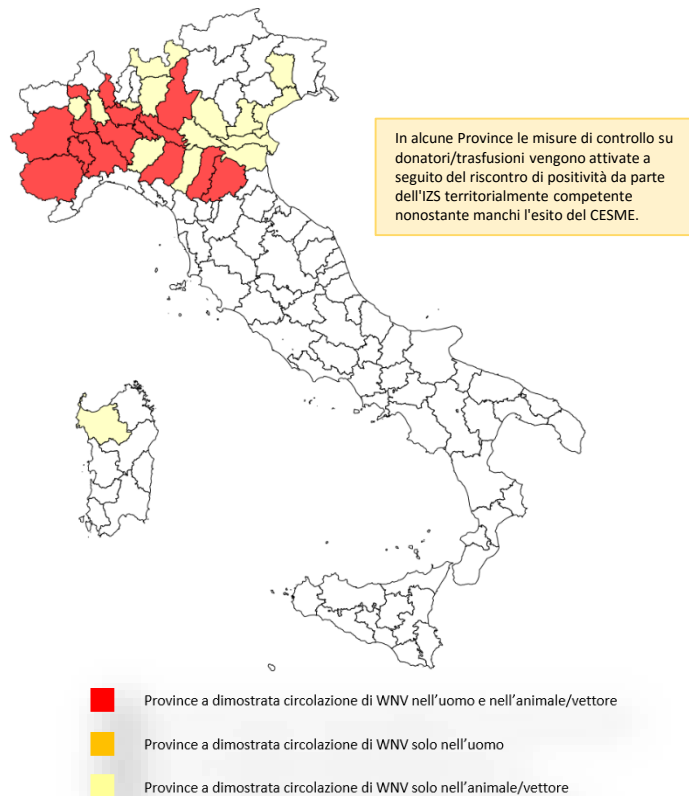 In alcune Province le misure di controllo su
donatori/trasfusioni vengono attivate a
seguito del riscontro di positività da parte
dell'IZS territorialmente competente
nonostante manchi l'esito del CESME.
Province a dimostrata circolazione di WNV nell'uomo e nell'animale/vettore
Province a dimostrata circolazione di WNV solo nell'uomo
Province a dimostrata circolazione di WNV solo nell'animale/vettore